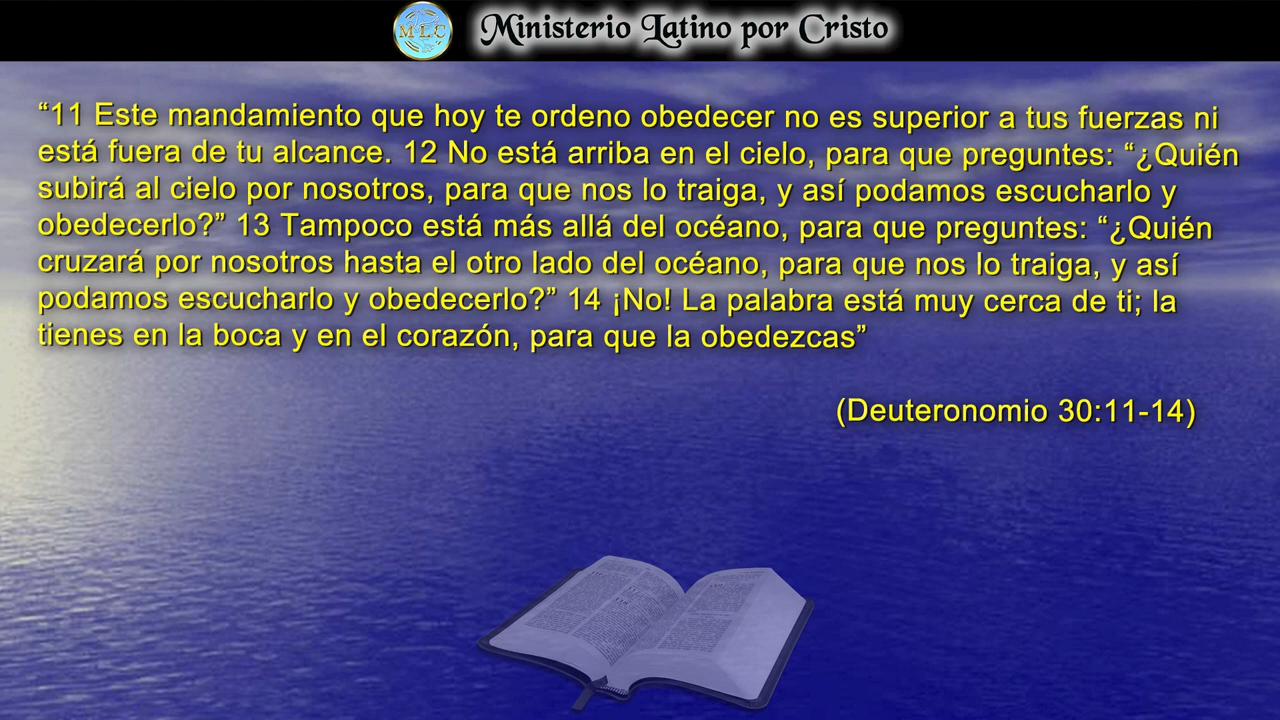 MLC
Ministerio Latino por Cristo
“11 Este mandamiento que hoy te ordeno obedecer no es superior a tus fuerzas ni
está fuera de tu alcance. 12 No está arriba en el cielo, para que preguntes: “¿Quién
subirá al cielo por nosotros, para que nos lo traiga, y así podamos escucharlo y
obedecerlo?” 13 Tampoco está más allá del océano, para que preguntes: “¿Quién
cruzará por nosotros hasta el otro lado del océano, para que nos lo traiga, y así
podamos escucharlo y obedecerlo?” 14 ¡No! La palabra está muy cerca de ti; la
tienes en la boca y en el corazón, para que la obedezcas”
(Deuteronomio 30:11-14)